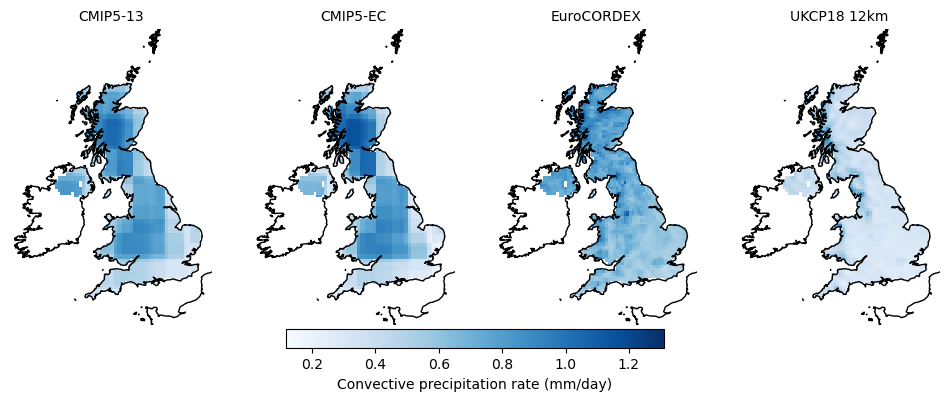 CMIP5-13
CMIP5-EC
EuroCORDEX
UKCP18 12km
0.2 0.4 0.6 0.8 1.0 1.2
Convective precipitation rate (mm/day)